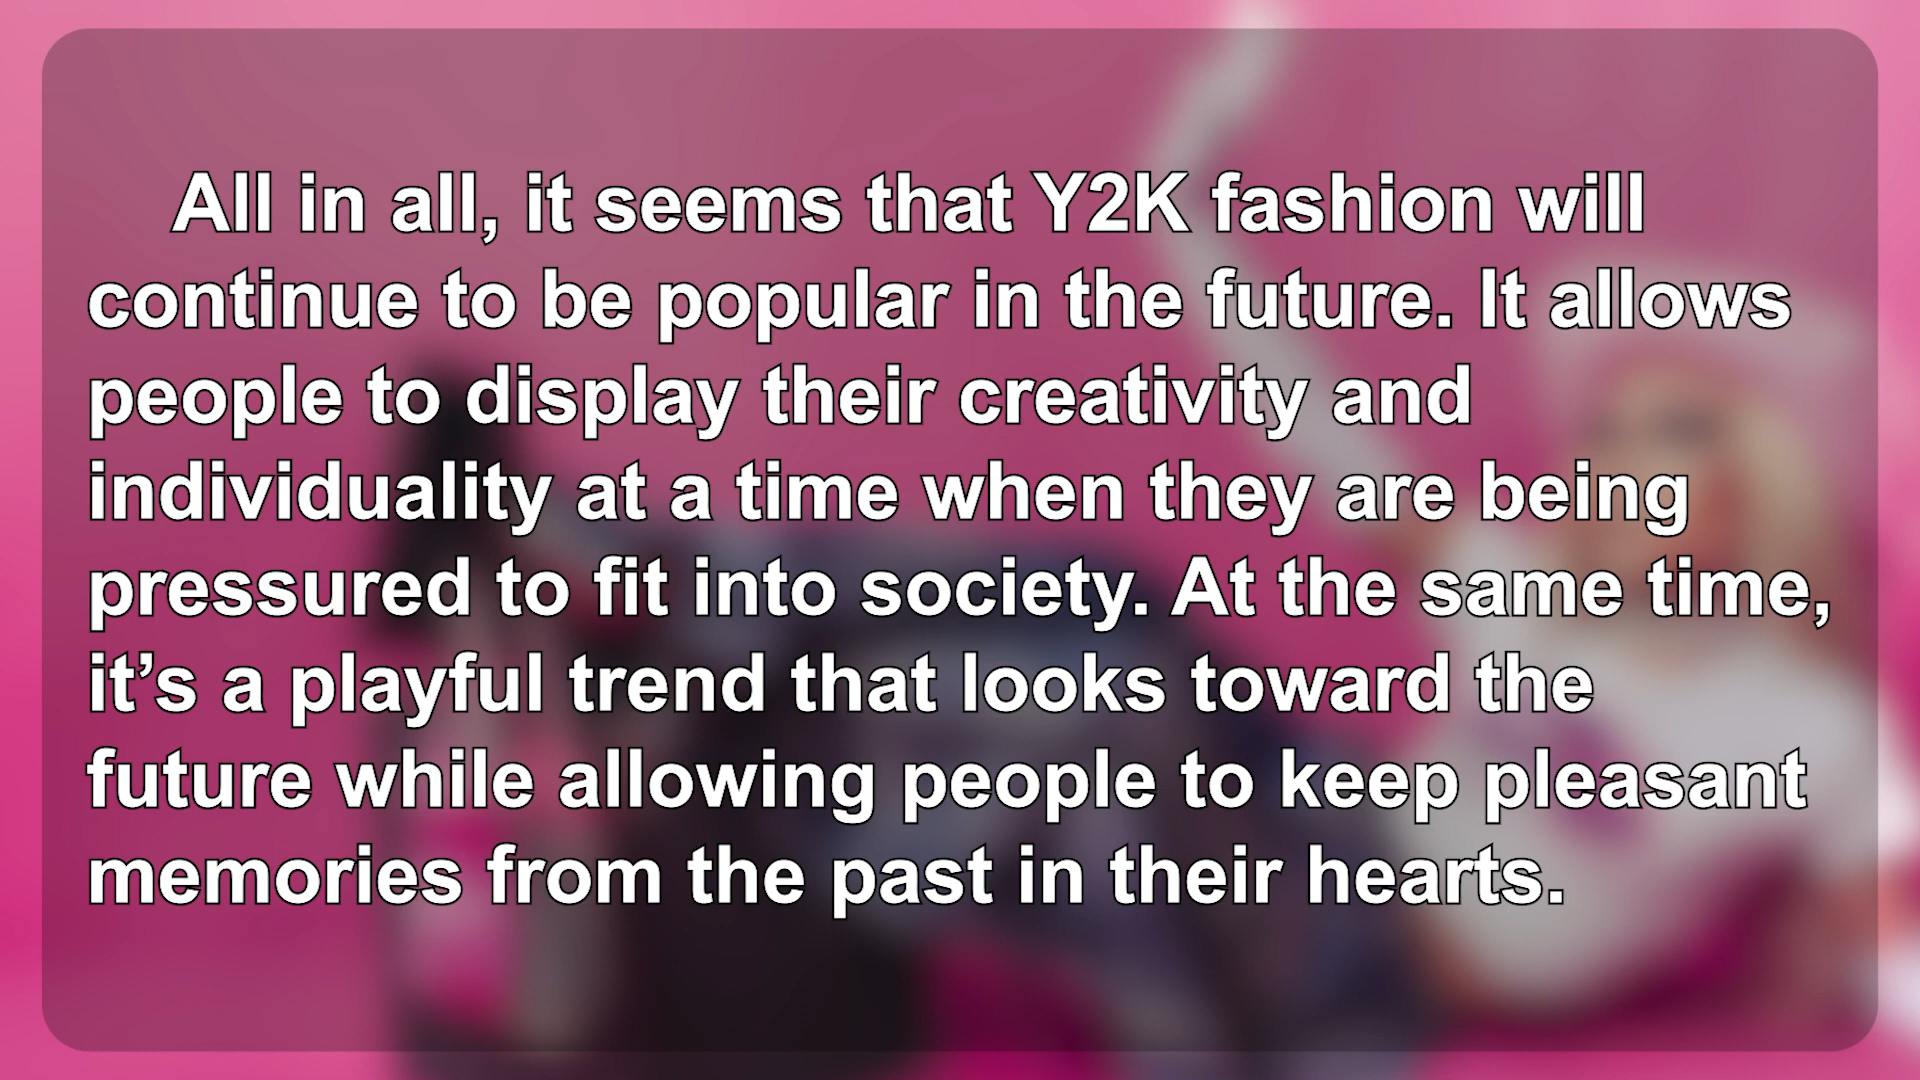 All in all, it seems that Y2K fashion will
continue to be popular in the future. It allows
people to display their creativity and
individuality at a time when they are being
pressured to fit into society. At the same time,
it’s a playful trend that looks toward the
future while allowing people to keep pleasant
memories from the past in their hearts.